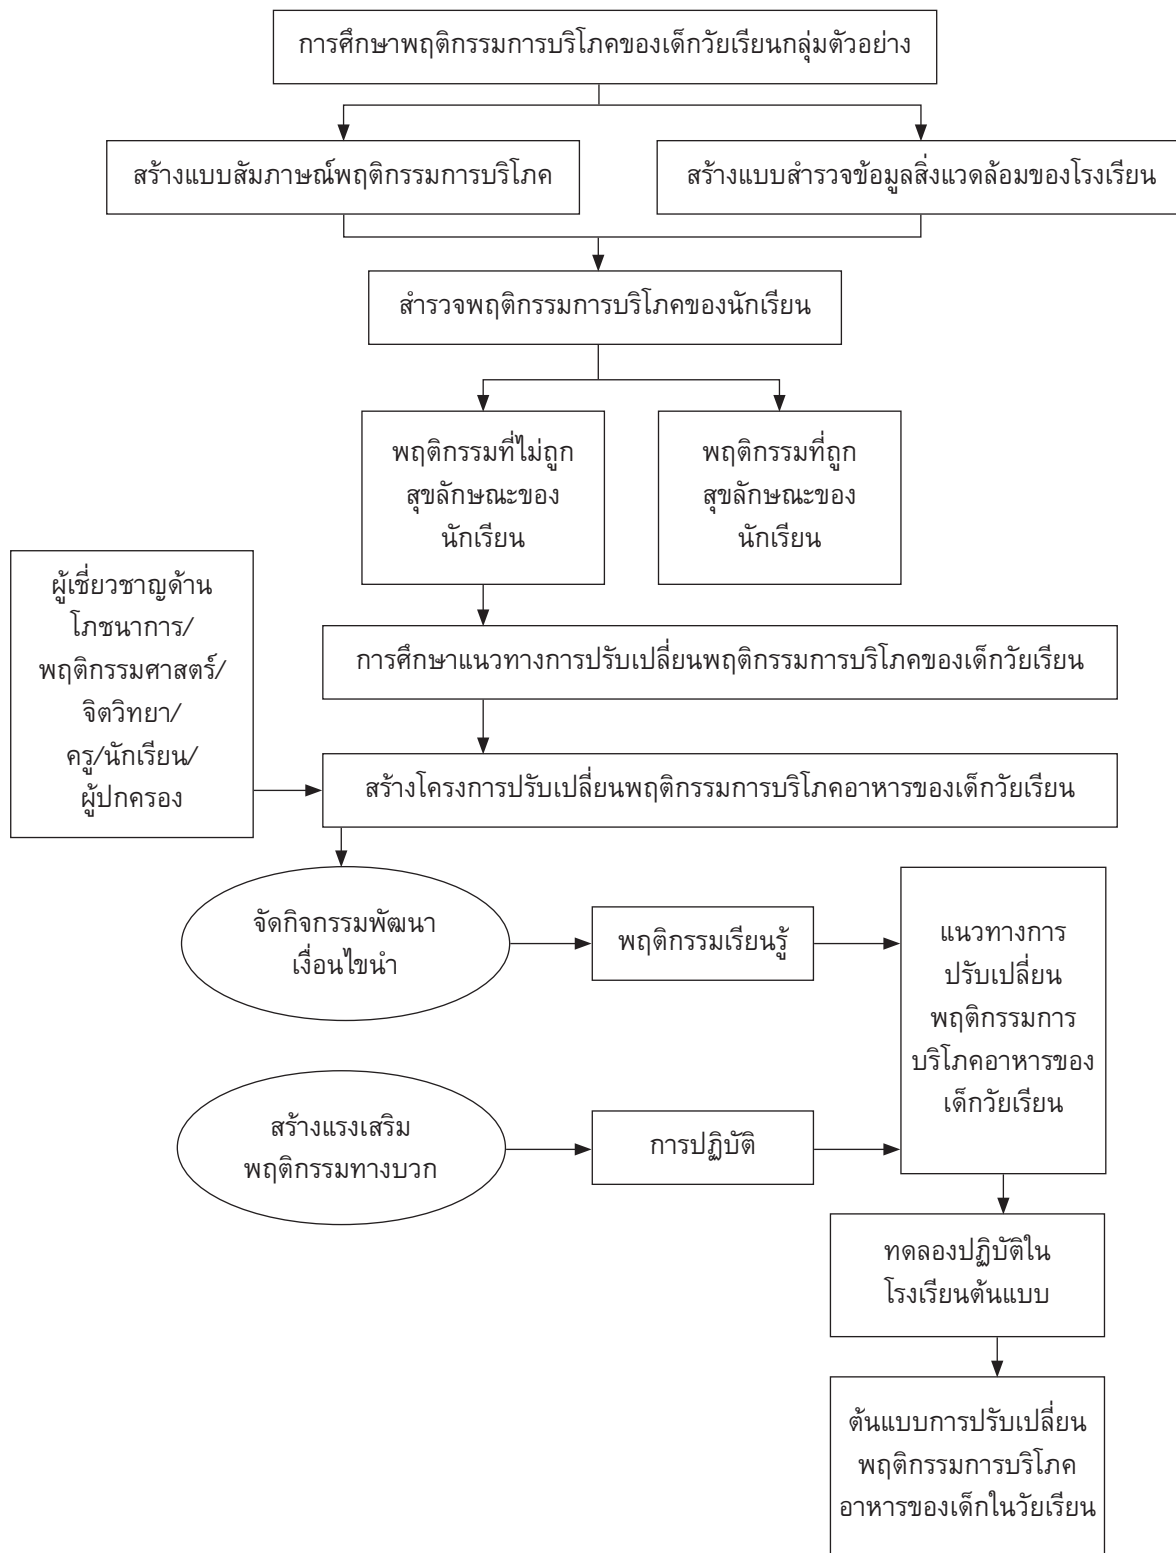 การศึกษาพฤติกรรมการบริโภคของเด็กวัยเรียนกลุ่มตัวอย่าง
สร้างแบบสัมภาษณ์พฤติกรรมการบริโภค
สร้างแบบสำรวจข้อมูลสิ่งแวดล้อมของโรงเรียน
สำรวจพฤติกรรมการบริโภคของนักเรียน
พฤติกรรมที่ไม่ถูก
สุขลักษณะของ
นักเรียน
พฤติกรรมที่ถูก
สุขลักษณะของ
นักเรียน
ผู้เชี่ยวชาญด้าน
โภชนาการ/
พฤติกรรมศาสตร์/
จิตวิทยา/
ครู/นักเรียน/
ผู้ปกครอง
การศึกษาแนวทางการปรับเปลี่ยนพฤติกรรมการบริโภคของเด็กวัยเรียน
สร้างโครงการปรับเปลี่ยนพฤติกรรมการบริโภคอาหารของเด็กวัยเรียน
จัดกิจกรรมพัฒนา
เงื่อนไขนำ
พฤติกรรมเรียนรู้
แนวทางการ
ปรับเปลี่ยน
พฤติกรรมการ
บริโภคอาหารของ
เด็กวัยเรียน
สร้างแรงเสริม
พฤติกรรมทางบวก
การปฏิบัติ
ทดลองปฏิบัติใน
โรงเรียนต้นแบบ
ต้นแบบการปรับเปลี่ยน
พฤติกรรมการบริโภค
อาหารของเด็กในวัยเรียน